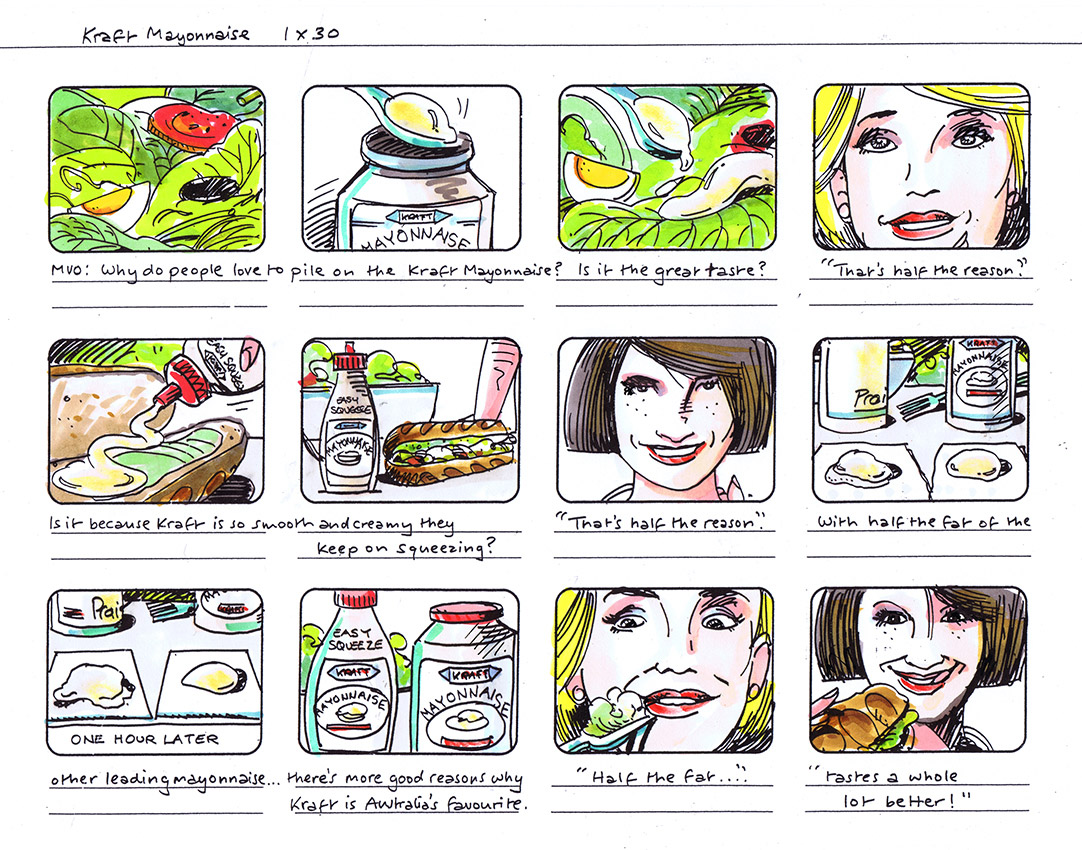 Kraft Mayonnaise 1 x 30
KRAFT
MAYONNAISE
MVO: Why do people love to pile on the Kraft Mayonnaise? Is it the great taste?
"That's half the reason."
EASY
SQUEEZE
EASY
SQUEEZE
MAYONNAISE
Prai
KRAFT
MAYONNAISE
Is it because Kraft is so smooth and creamy they
keep on squeezing?
"That's half the reason".
With half the fat of the
Prai
KRAFT
ONE HOUR LATER
EASY
SQUEEZE
KRAFT
MAYONNAISE
KRAFT
MAYONNAISE
other leading mayonnaise... there's more good reasons why
Kraft is Australia's favourite.
"Half the fat...".
"tastes a whole
lot better!"